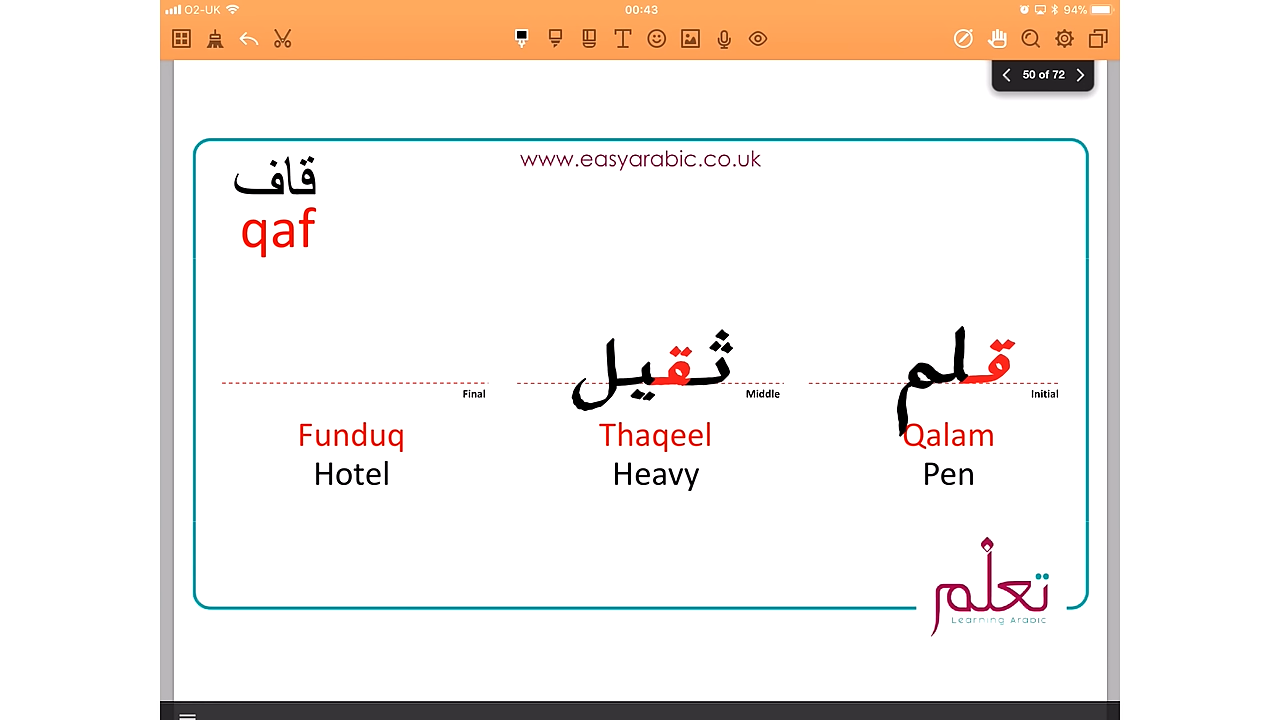 O2-UK 00:43 94%
50 of 72
www.easyarabic.co.uk
قاف
qaf
قلم
ثقيل
Initial
Middle
Final
Qalam
Pen
Thaqeel
Heavy
Funduq
Hotel
تعلم
Learning Arabic